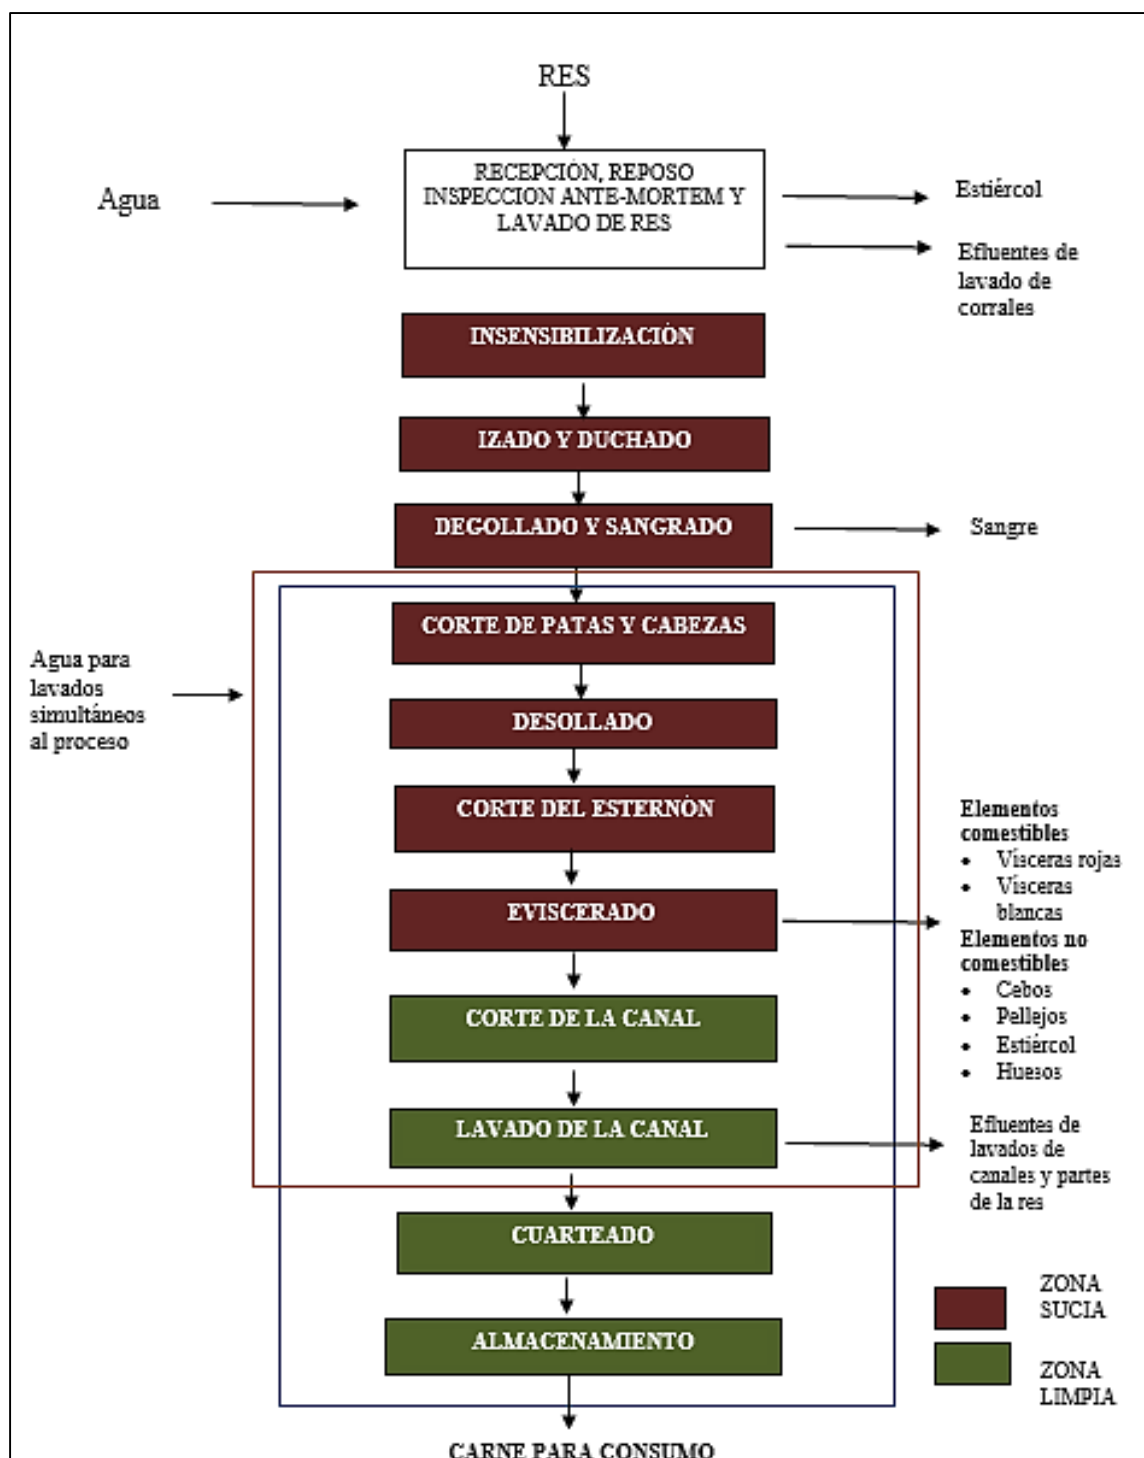 RES
RECEPCIÓN, REPOSO
INSPECCION ANTE-MORTEM Y
LAVADO DE RES
Agua
Estiércol
Efluentes de
lavado de
corrales
INSENSIBILIZACIÓN
IZADO Y DUCHADO
DEGOLLADO Y SANGRADO
Sangre
CORTE DE PATAS Y CABEZAS
Agua para
lavados
simultáneos
al proceso
DESOLLADO
CORTE DEL ESTERNÓN
EVISCERADO
Elementos
comestibles
• Vísceras rojas
• Vísceras
blancas
Elementos no
comestibles
• Cebos
• Pellejos
• Estiércol
• Huesos
CORTE DE LA CANAL
LAVADO DE LA CANAL
Efluentes de
lavados de
canales y partes
de la res
CUARTEADO
ALMACENAMIENTO
ZONA
SUCIA
ZONA
LIMPIA
CARNE PARA CONSUMO